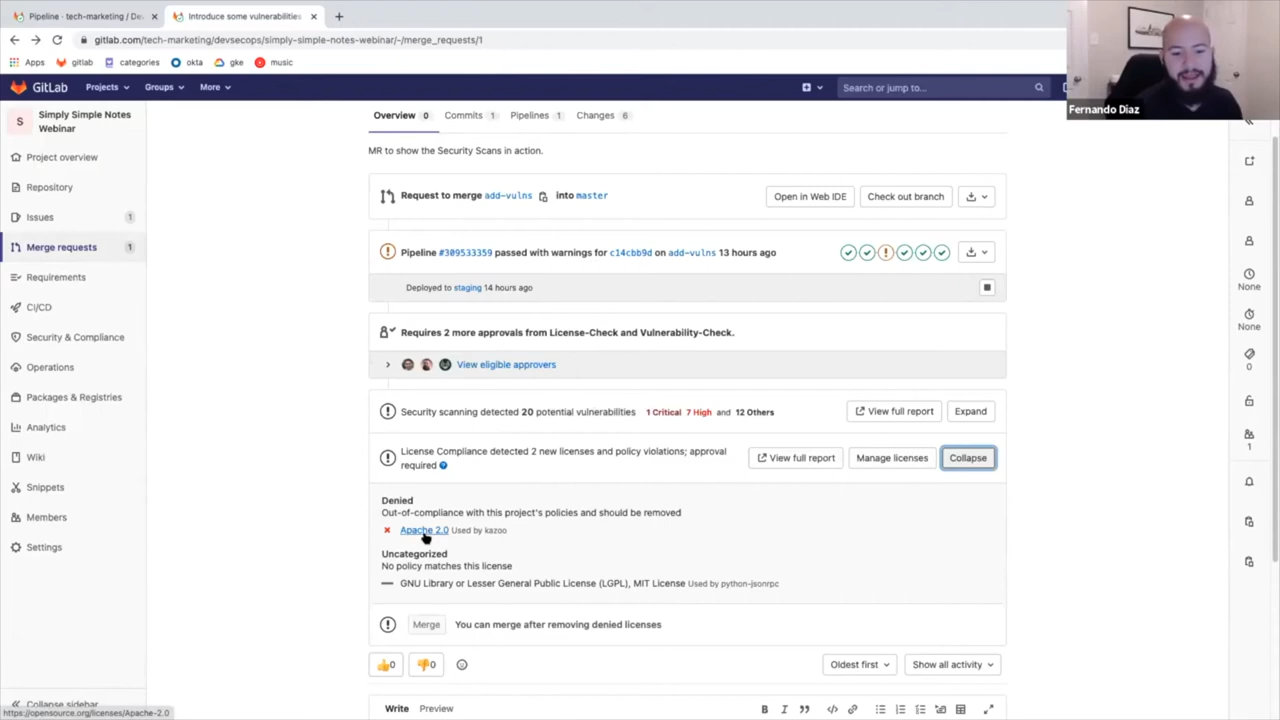 Pipeline · tech-marketing / De
Introduce some vulnerabilities
gitlab.com/tech-marketing/devsecops/simply-simple-notes-webinar/-/merge_requests/1
Apps gitlab categories okta gke music
GitLab Projects Groups More Search or jump to...
Fernando Diaz
S Simply Simple Notes Webinar
Project overview
Repository
Issues 1
Merge requests 1
Requirements
CI/CD
Security & Compliance
Operations
Packages & Registries
Analytics
Wiki
Snippets
Members
Settings
Collapse sidebar
https://opensource.org/licenses/Apache-2.0
Overview 0 Commits 1 Pipelines 1 Changes 6
MR to show the Security Scans in action.
Request to merge add-vulns into master Open in Web IDE Check out branch
Pipeline #309533359 passed with warnings for c14cbb9d on add-vulns 13 hours ago
Deployed to staging 14 hours ago
Requires 2 more approvals from License-Check and Vulnerability-Check.
View eligible approvers
Security scanning detected 20 potential vulnerabilities 1 Critical 7 High and 12 Others View full report Expand
License Compliance detected 2 new licenses and policy violations; approval
required View full report Manage licenses Collapse
Denied
Out-of-compliance with this project's policies and should be removed
Apache 2.0 Used by kazoo
Uncategorized
No policy matches this license
GNU Library or Lesser General Public License (LGPL), MIT License Used by python-jsonrpc
Merge You can merge after removing denied licenses
👍0 👎0 Oldest first Show all activity
Write Preview B I
None
None
0
1